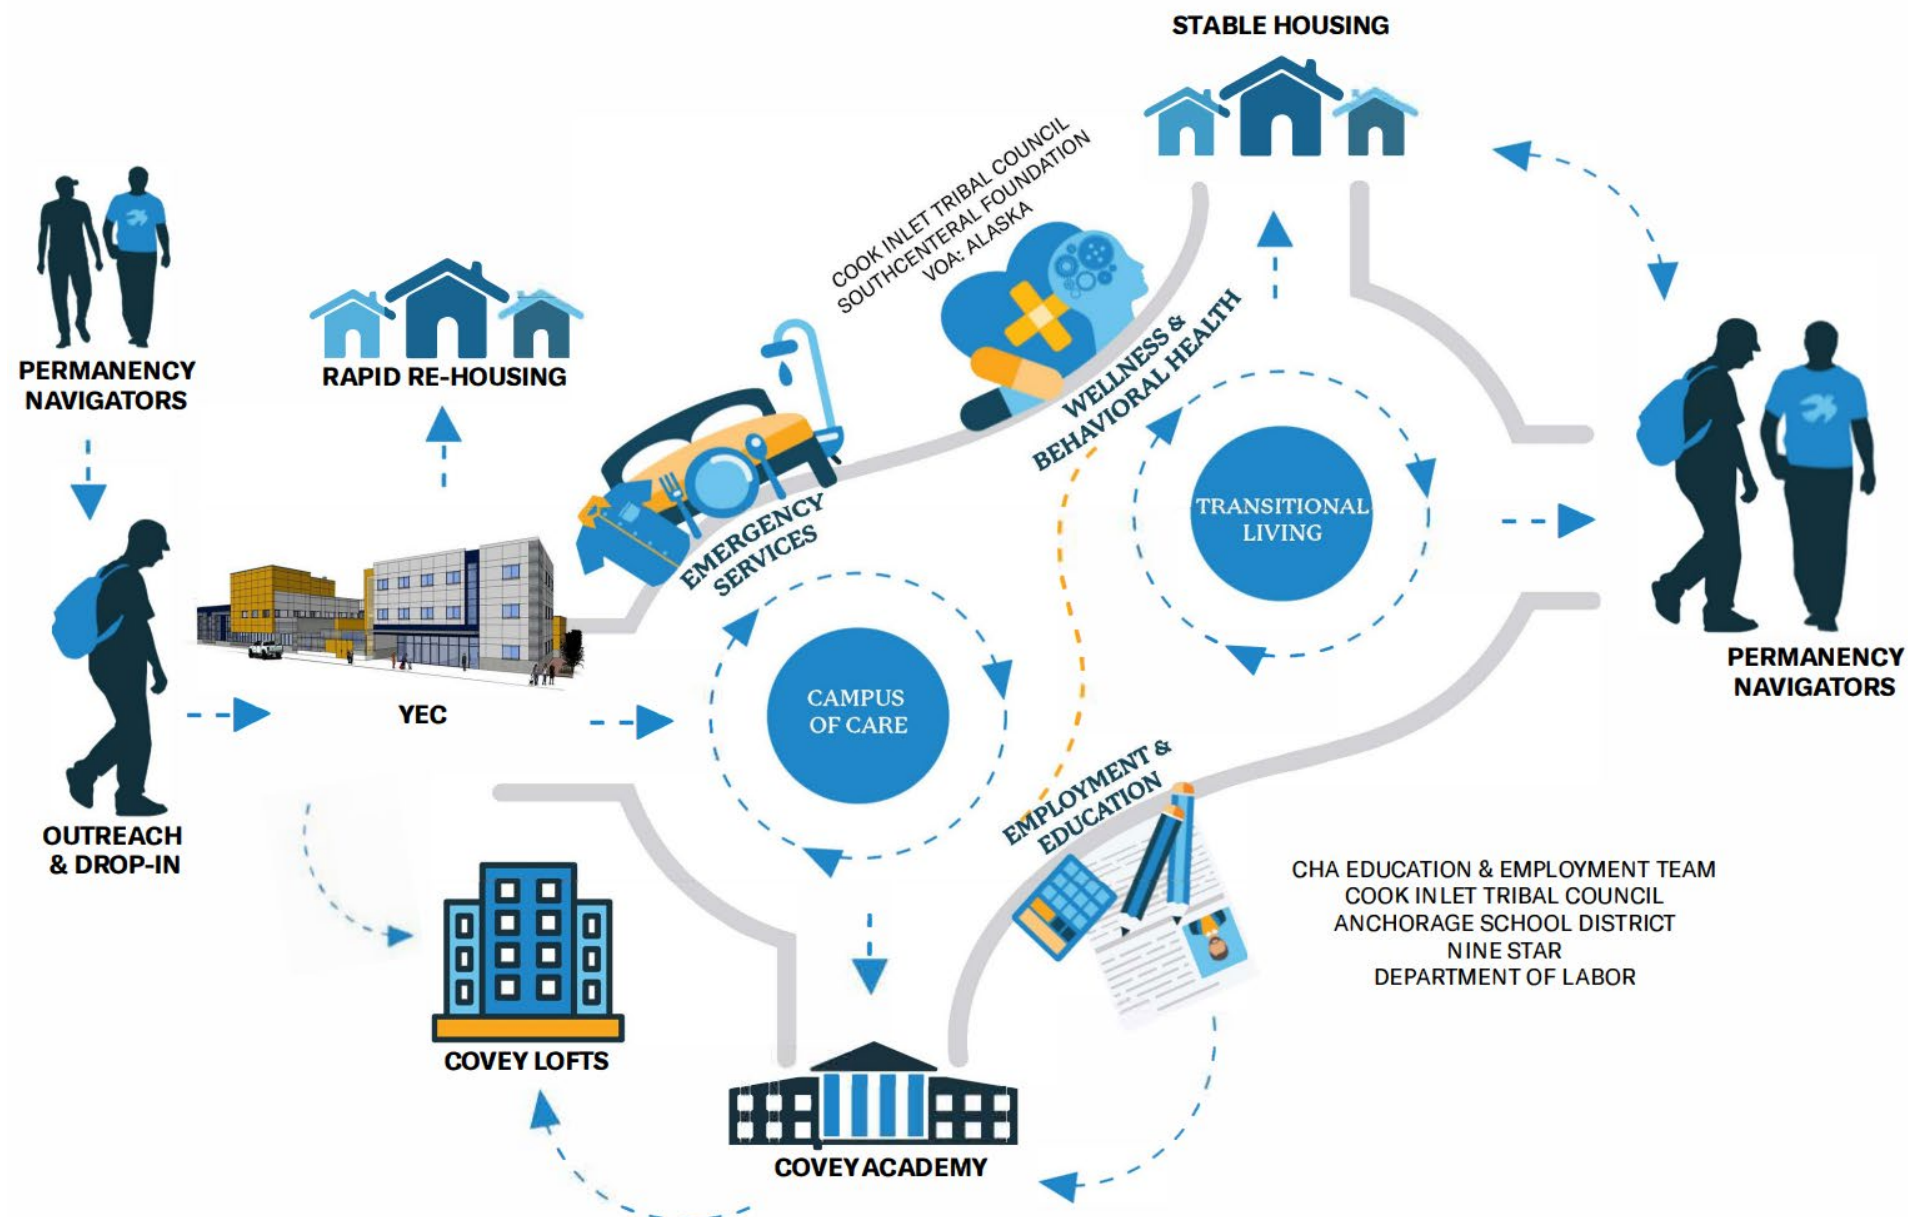 STABLE HOUSING
COOK INLET TRIBAL COUNCIL
SOUTHCENTERAL FOUNDATION
VOA: ALASKA
PERMANENCY
NAVIGATORS
RAPID RE-HOUSING
WELLNESS &
BEHAVIORAL HEALTH
EMERGENCY
SERVICES
TRANSITIONAL
LIVING
PERMANENCY
NAVIGATORS
YEC
CAMPUS
OF CARE
OUTREACH
& DROP-IN
EMPLOYMENT &
EDUCATION
CHA EDUCATION & EMPLOYMENT TEAM
COOK INLET TRIBAL COUNCIL
ANCHORAGE SCHOOL DISTRICT
NINE STAR
DEPARTMENT OF LABOR
COVEY LOFTS
COVEY ACADEMY